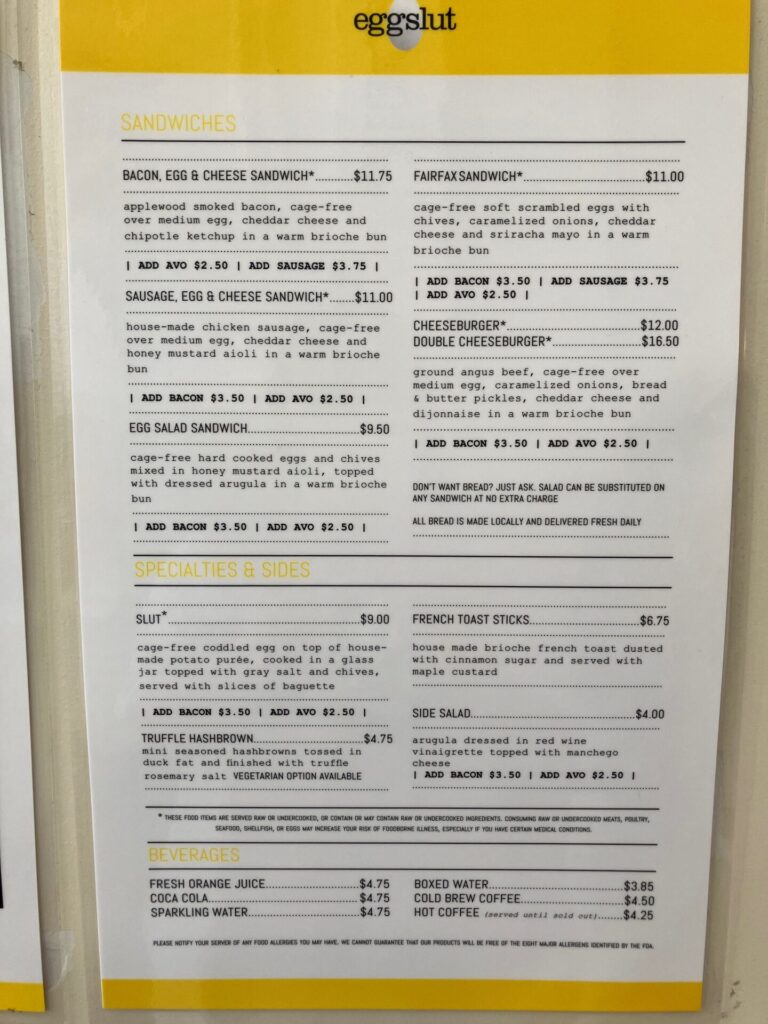 eggslut
SANDWICHES
BACON, EGG & CHEESE SANDWICH*...........$11.75
applewood smoked bacon, cage-free
over medium egg, cheddar cheese and
chipotle ketchup in a warm brioche bun
| ADD AVO $2.50 | ADD SAUSAGE $3.75 |
SAUSAGE, EGG & CHEESE SANDWICH*.......$11.00
house-made chicken sausage, cage-free
over medium egg, cheddar cheese and
honey mustard aioli in a warm brioche
bun
| ADD BACON $3.50 | ADD AVO $2.50 |
EGG SALAD SANDWICH................................$9.50
cage-free hard cooked eggs and chives
mixed in honey mustard aioli, topped
with dressed arugula in a warm brioche
bun
| ADD BACON $3.50 | ADD AVO $2.50 |
FAIRFAX SANDWICH*...................................$11.00
cage-free soft scrambled eggs with
chives, caramelized onions, cheddar
cheese and sriracha mayo in a warm
brioche bun
| ADD BACON $3.50 | ADD SAUSAGE $3.75
| ADD AVO $2.50 |
CHEESEBURGER*.......................................$12.00
DOUBLE CHEESEBURGER*...........................$16.50
ground angus beef, cage-free over
medium egg, caramelized onions, bread
& butter pickles, cheddar cheese and
dijonnaise in a warm brioche bun
| ADD BACON $3.50 | ADD AVO $2.50 |
DON'T WANT BREAD? JUST ASK. SALAD CAN BE SUBSTITUTED ON
ANY SANDWICH AT NO EXTRA CHARGE
ALL BREAD IS MADE LOCALLY AND DELIVERED FRESH DAILY
SPECIALTIES & SIDES
SLUT*......................................................$9.00
cage-free coddled egg on top of house-
made potato purée, cooked in a glass
jar topped with gray salt and chives,
served with slices of baguette
| ADD BACON $3.50 | ADD AVO $2.50 |
TRUFFLE HASHBROWN................................$4.75
mini seasoned hashbrowns tossed in
duck fat and finished with truffle
rosemary salt VEGETARIAN OPTION AVAILABLE
FRENCH TOAST STICKS................................$6.75
house made brioche french toast dusted
with cinnamon sugar and served with
maple custard
SIDE SALAD..............................................$4.00
arugula dressed in red wine
vinaigrette topped with manchego
cheese
| ADD BACON $3.50 | ADD AVO $2.50 |
* THESE FOOD ITEMS ARE SERVED RAW OR UNDERCOOKED, OR CONTAIN OR MAY CONTAIN RAW OR UNDERCOOKED INGREDIENTS. CONSUMING RAW OR UNDERCOOKED MEATS, POULTRY,
SEAFOOD, SHELLFISH, OR EGGS MAY INCREASE YOUR RISK OF FOODBORNE ILLNESS, ESPECIALLY IF YOU HAVE CERTAIN MEDICAL CONDITIONS.
BEVERAGES
FRESH ORANGE JUICE..........................$4.75
COCA COLA........................................$4.75
SPARKLING WATER..............................$4.75
BOXED WATER.....................................$3.85
COLD BREW COFFEE.............................$4.50
HOT COFFEE (served until sold out).......$4.25
PLEASE NOTIFY YOUR SERVER OF ANY FOOD ALLERGIES YOU MAY HAVE. WE CANNOT GUARANTEE THAT OUR PRODUCTS WILL BE FREE OF THE EIGHT MAJOR ALLERGENS IDENTIFIED BY THE FDA.